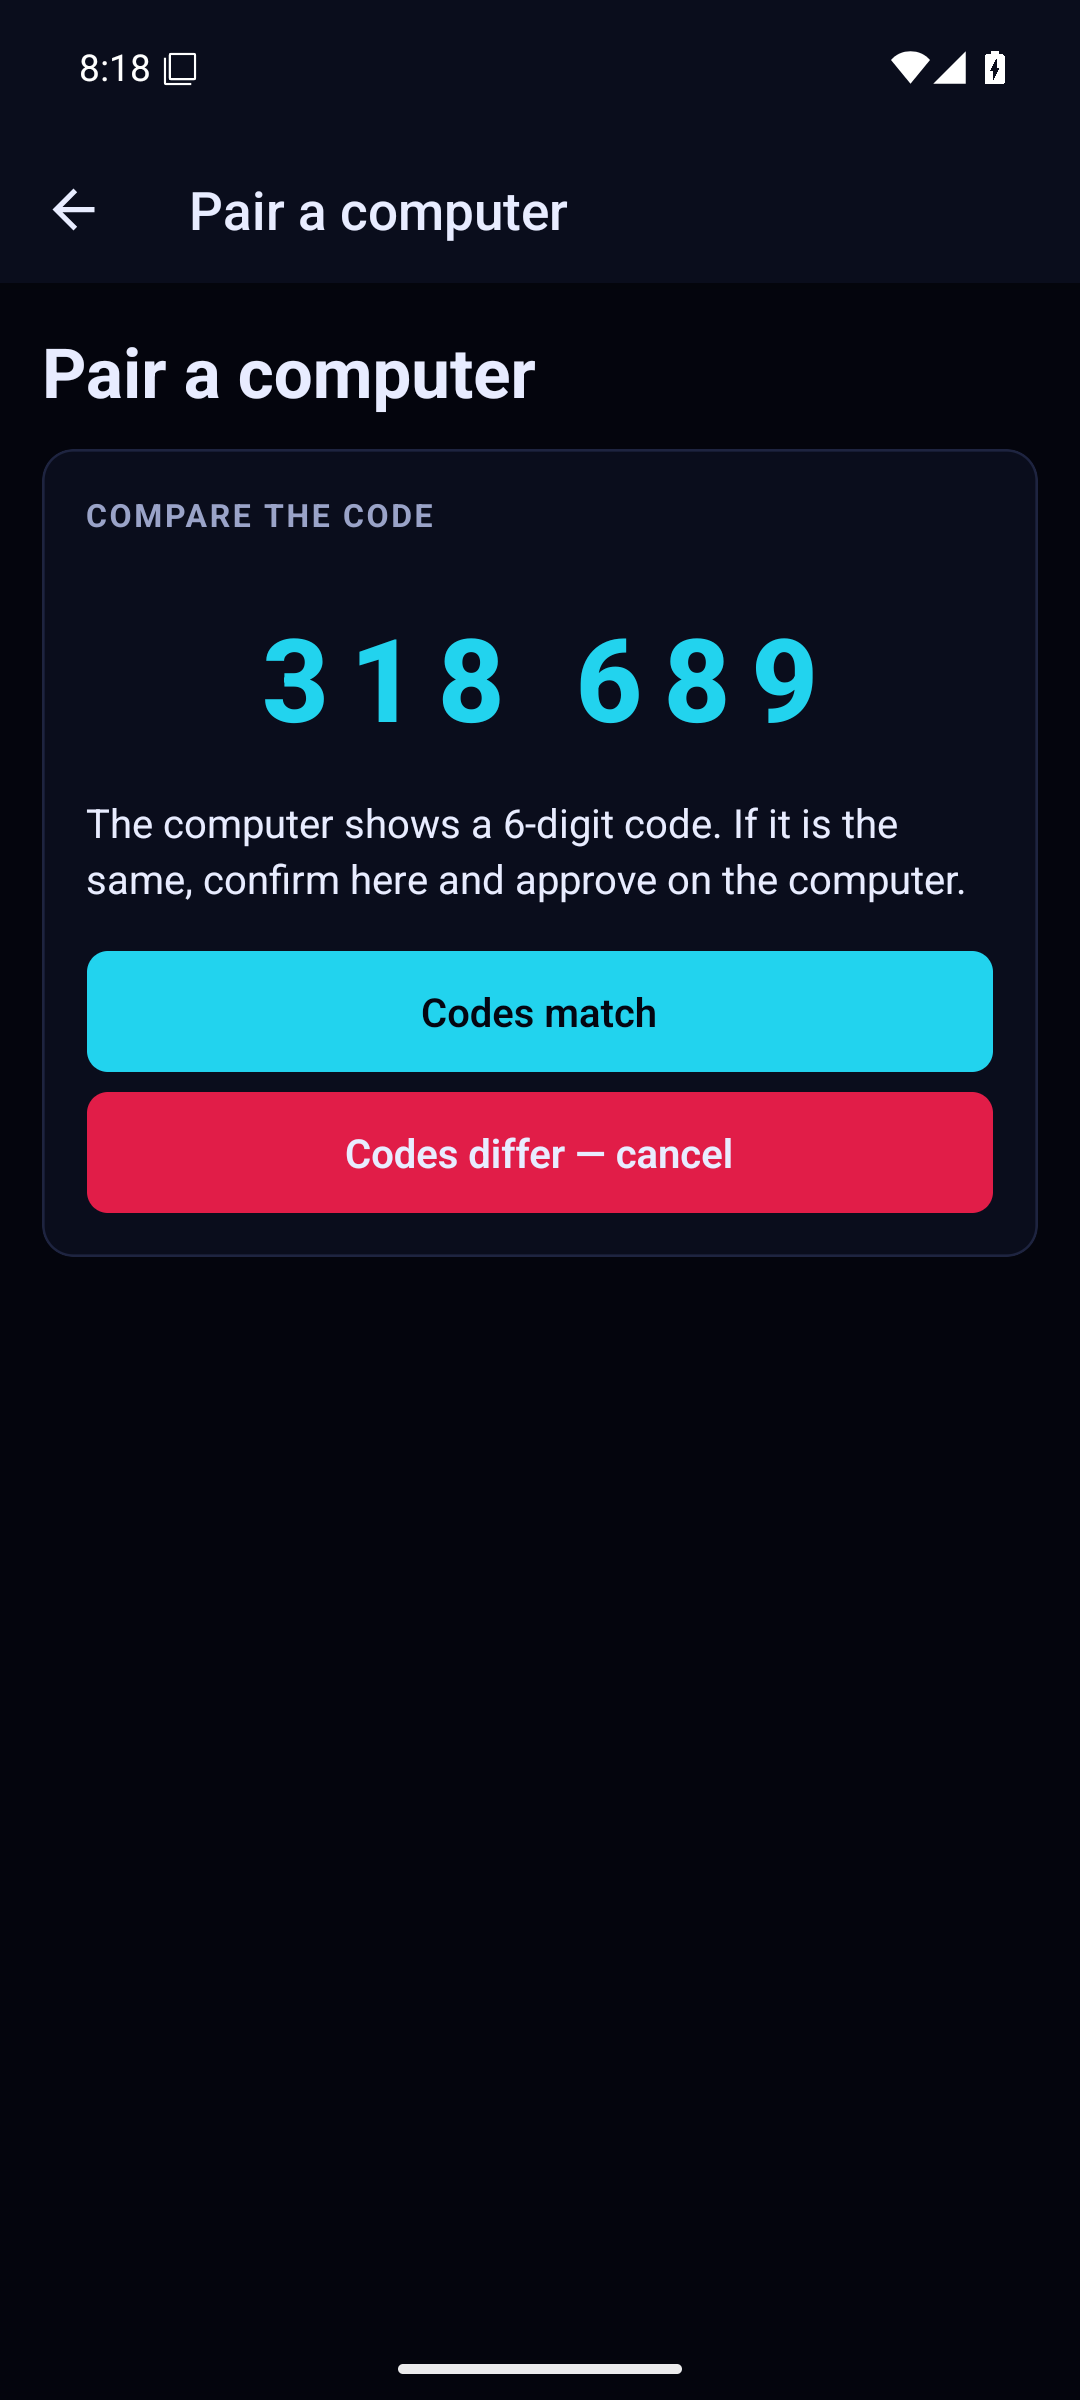 8:18
Pair a computer
Pair a computer
COMPARE THE CODE
318 689
The computer shows a 6-digit code. If it is the
same, confirm here and approve on the computer.
Codes match
Codes differ — cancel